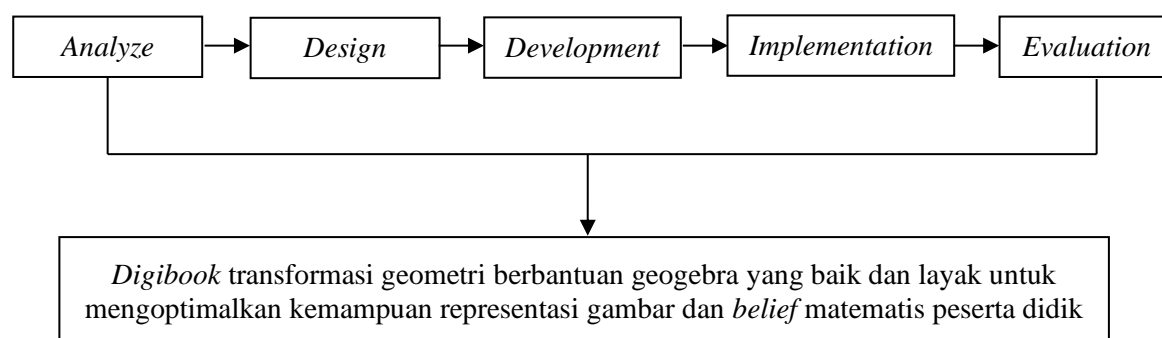 Analyze
Design
Development
Implementation
Evaluation
Digibook transformasi geometri berbantuan geogebra yang baik dan layak untuk
mengoptimalkan kemampuan representasi gambar dan belief matematis peserta didik